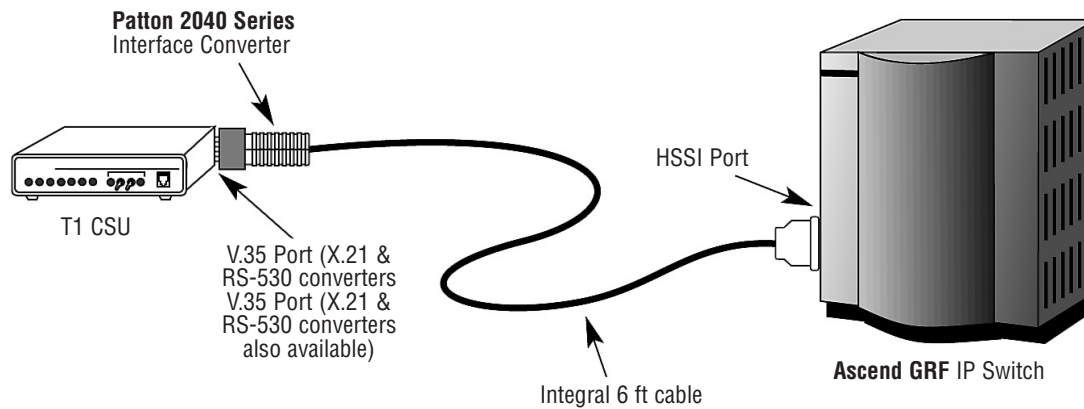 Patton 2040 Series
Interface Converter
T1 CSU
V.35 Port (X.21 &
RS-530 converters
V.35 Port (X.21 &
RS-530 converters
also available)
HSSI Port
Integral 6 ft cable
Ascend GRF IP Switch